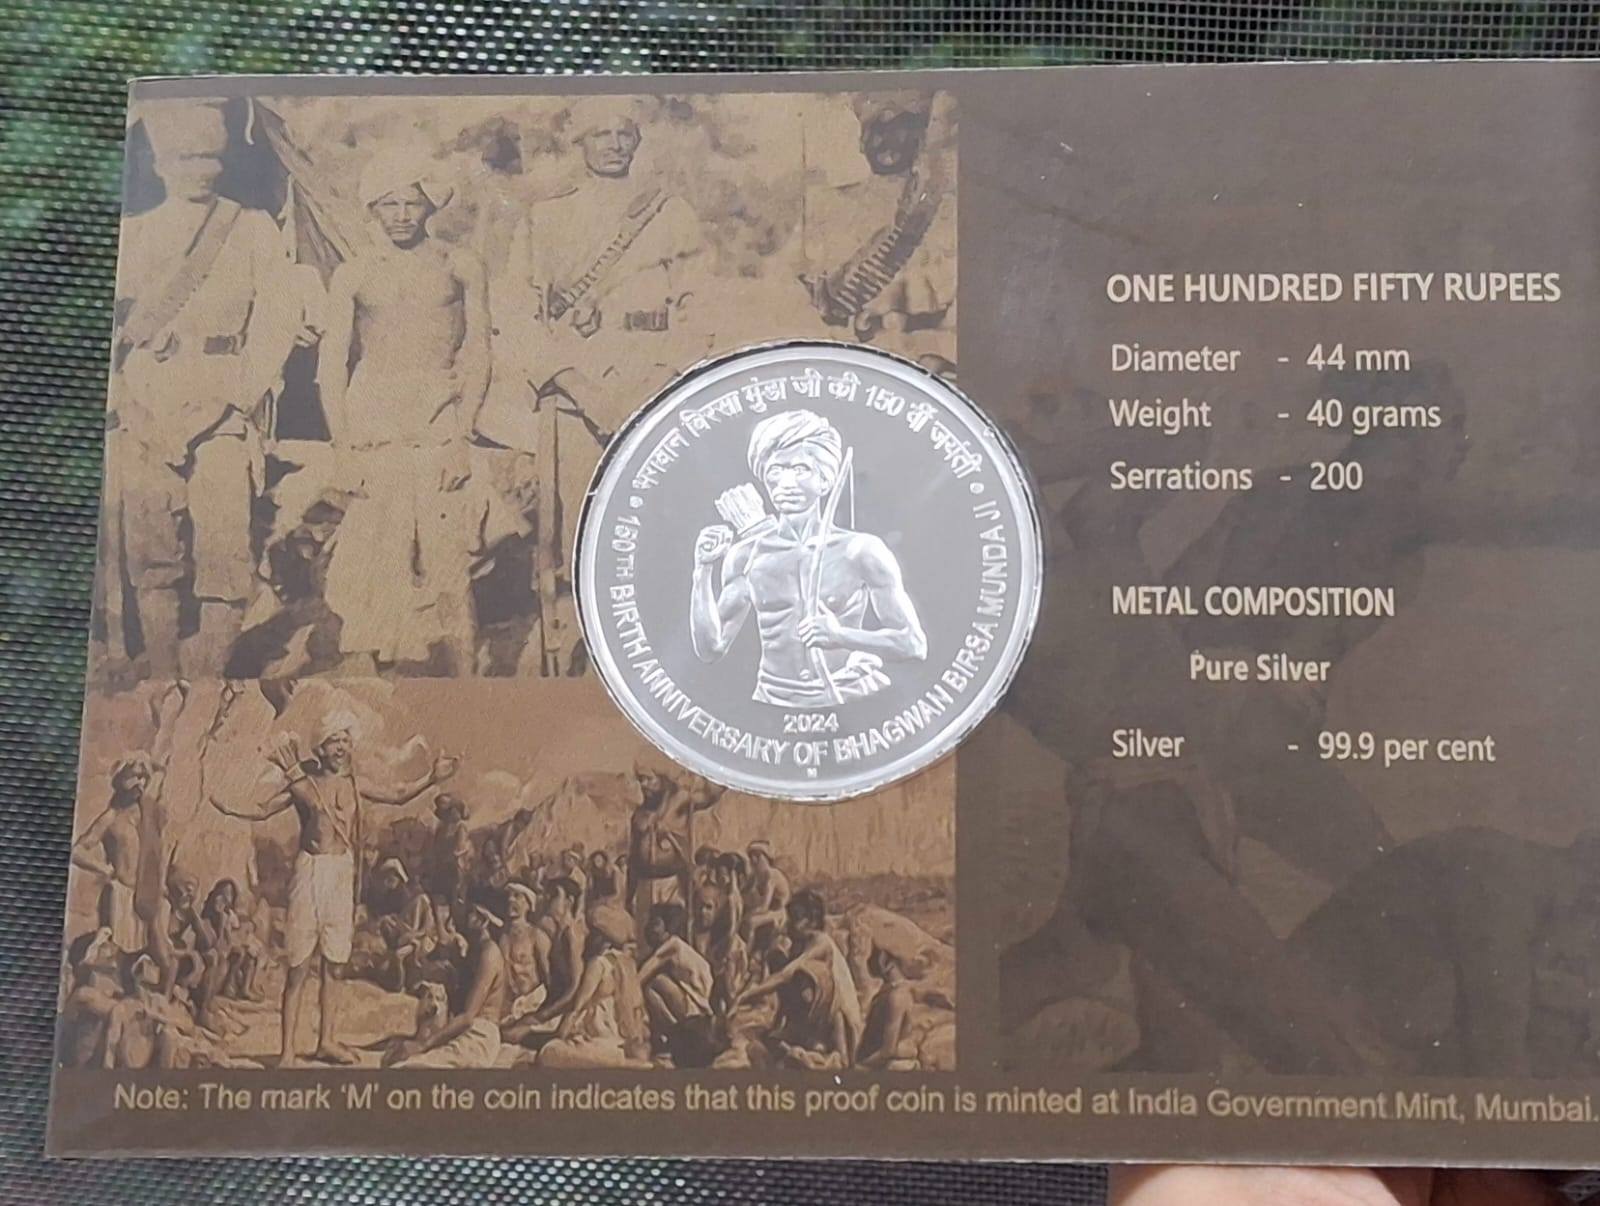 भगवान बिरसा मुंडा जी की 150 वीं जयंती
150TH BIRTH ANNIVERSARY OF BHAGWAN BIRSA MUNDA JI
2024
M
ONE HUNDRED FIFTY RUPEES
Diameter - 44 mm
Weight - 40 grams
Serrations - 200
METAL COMPOSITION
Pure Silver
Silver - 99.9 per cent
Note: The mark 'M' on the coin indicates that this proof coin is minted at India Government Mint, Mumbai.